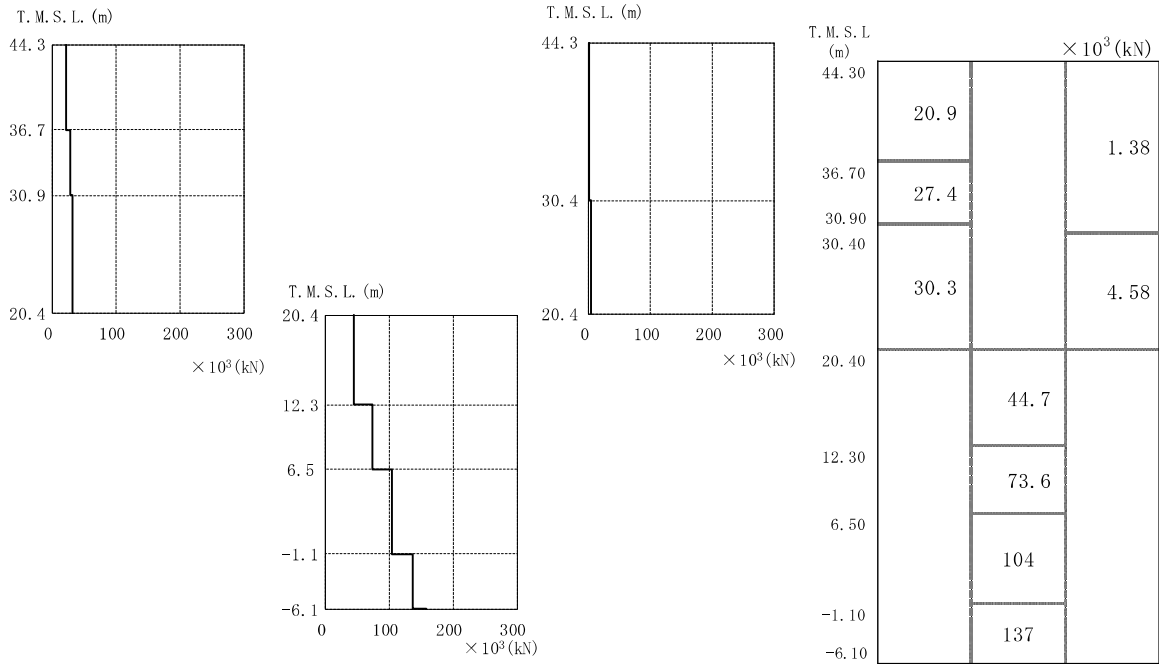 T.M.S.L.(m)
44.3
36.7
30.9
20.4
0 100 200 300
×10³(kN)
T.M.S.L.(m)
20.4
12.3
6.5
-1.1
-6.1
0 100 200 300
×10³(kN)
T.M.S.L.(m)
44.3
30.4
20.4
0 100 200 300
×10³(kN)
T.M.S.L
(m)
×10³(kN)
44.30
20.9
1.38
36.70
27.4
30.90
30.40
30.3
4.58
20.40
44.7
12.30
73.6
6.50
104
-1.10
137
-6.10